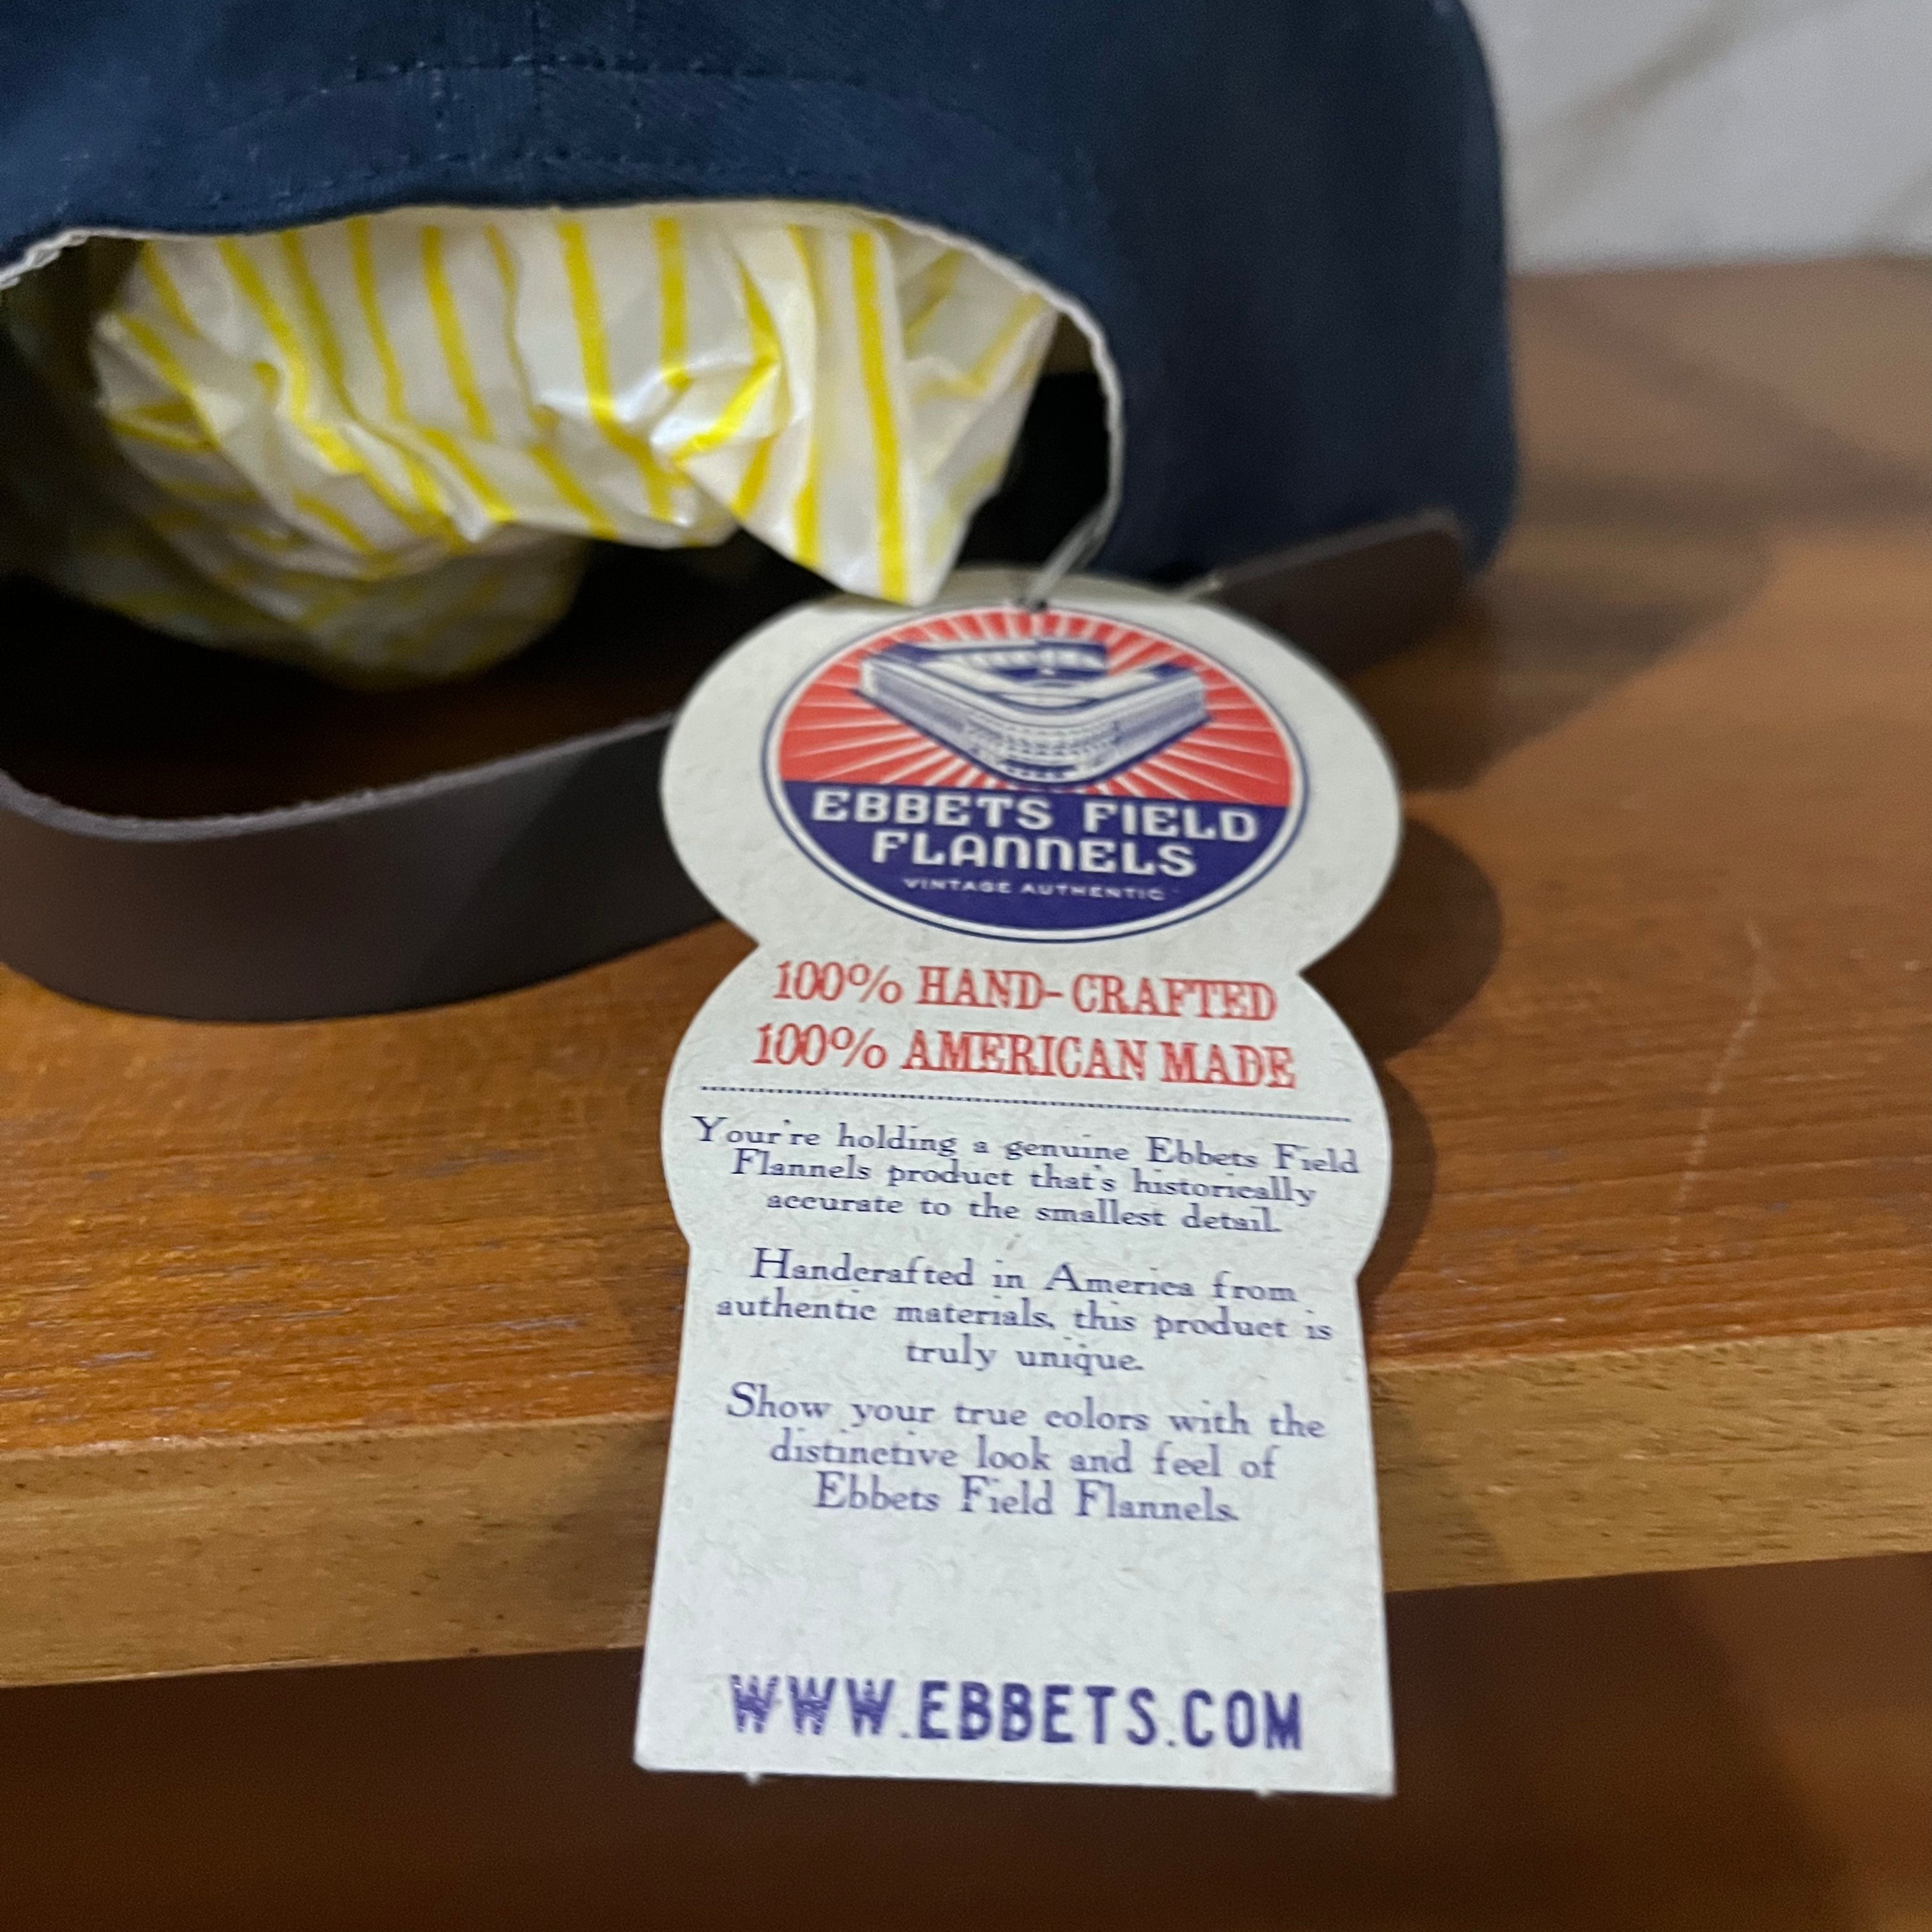 EBBETS FIELD
FLANNELS
VINTAGE AUTHENTIC
100% HAND-CRAFTED
100% AMERICAN MADE
Your're holding a genuine Ebbets Field
Flannels product that's historically
accurate to the smallest detail.
Handcrafted in America from
authentic materials, this product is
truly unique.
Show your true colors with the
distinctive look and feel of
Ebbets Field Flannels.
WWW.EBBETS.COM